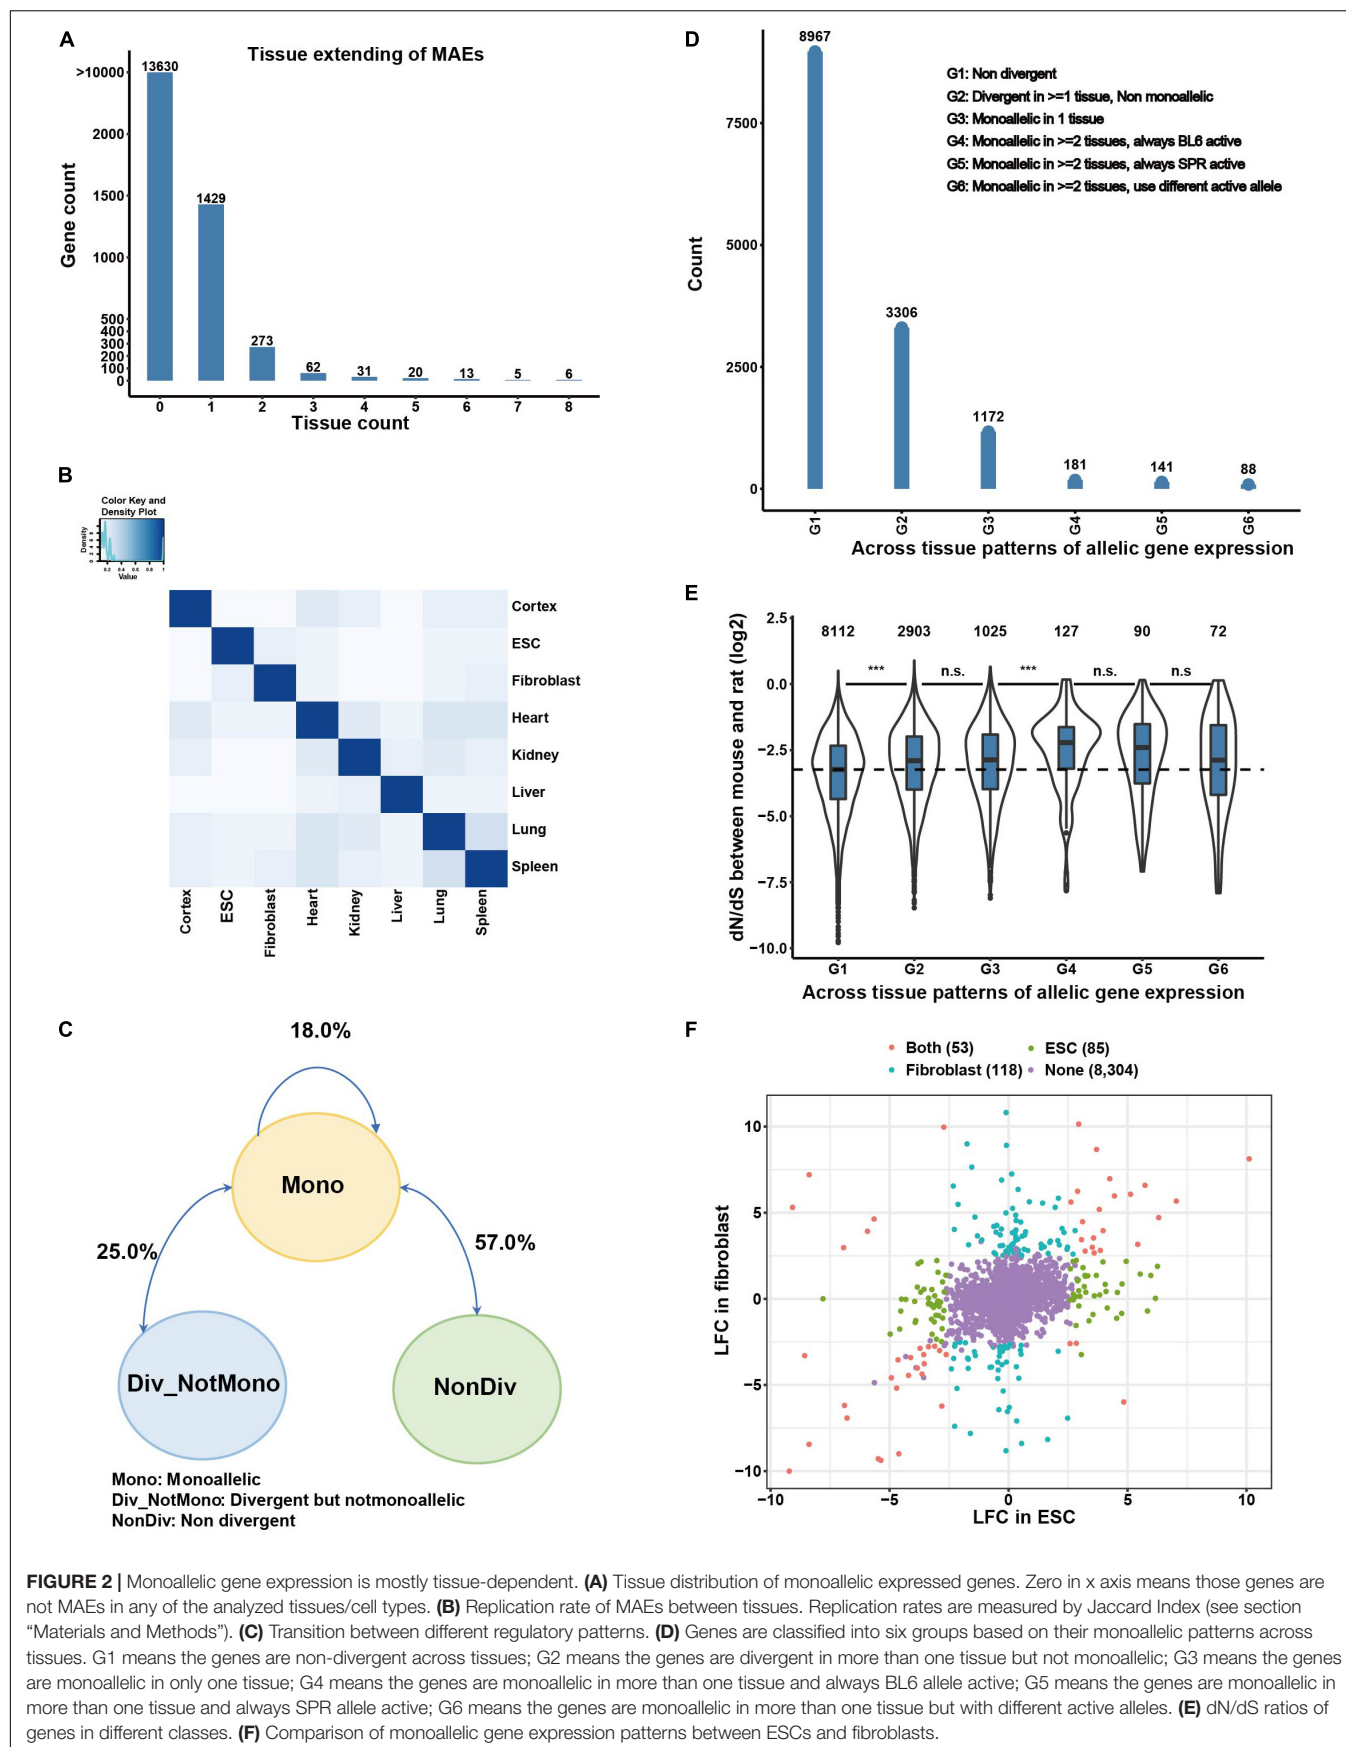 A
Tissue extending of MAEs
Gene count
>10000
2000
1500
1000
500
400
300
200
100
0
13630
1429
273
62
31
20
13
5
6
0 1 2 3 4 5 6 7 8
Tissue count
B
Color Key and
Density Plot
Density
0 2 4 6 8
0.2 0.4 0.6 0.8 1
Value
Cortex
ESC
Fibroblast
Heart
Kidney
Liver
Lung
Spleen
Cortex
ESC
Fibroblast
Heart
Kidney
Liver
Lung
Spleen
C
18.0%
Mono
25.0%
57.0%
Div_NotMono
NonDiv
Mono: Monoallelic
Div_NotMono: Divergent but notmonoallelic
NonDiv: Non divergent
D
8967
G1: Non divergent
G2: Divergent in >=1 tissue, Non monoallelic
G3: Monoallelic in 1 tissue
G4: Monoallelic in >=2 tissues, always BL6 active
G5: Monoallelic in >=2 tissues, always SPR active
G6: Monoallelic in >=2 tissues, use different active allele
Count
7500
5000
2500
0
3306
1172
181
141
88
G1 G2 G3 G4 G5 G6
Across tissue patterns of allelic gene expression
E
dN/dS between mouse and rat (log2)
2.5
0.0
−2.5
−5.0
−7.5
−10.0
8112 2903 1025 127 90 72
*** n.s. *** n.s. n.s
G1 G2 G3 G4 G5 G6
Across tissue patterns of allelic gene expression
F
Both (53) ESC (85)
Fibroblast (118) None (8,304)
LFC in fibroblast
10
5
0
−5
−10
−10 −5 0 5 10
LFC in ESC
FIGURE 2 | Monoallelic gene expression is mostly tissue-dependent. (A) Tissue distribution of monoallelic expressed genes. Zero in x axis means those genes are
not MAEs in any of the analyzed tissues/cell types. (B) Replication rate of MAEs between tissues. Replication rates are measured by Jaccard Index (see section
“Materials and Methods”). (C) Transition between different regulatory patterns. (D) Genes are classified into six groups based on their monoallelic patterns across
tissues. G1 means the genes are non-divergent across tissues; G2 means the genes are divergent in more than one tissue but not monoallelic; G3 means the genes
are monoallelic in only one tissue; G4 means the genes are monoallelic in more than one tissue and always BL6 allele active; G5 means the genes are monoallelic in
more than one tissue and always SPR allele active; G6 means the genes are monoallelic in more than one tissue but with different active alleles. (E) dN/dS ratios of
genes in different classes. (F) Comparison of monoallelic gene expression patterns between ESCs and fibroblasts.